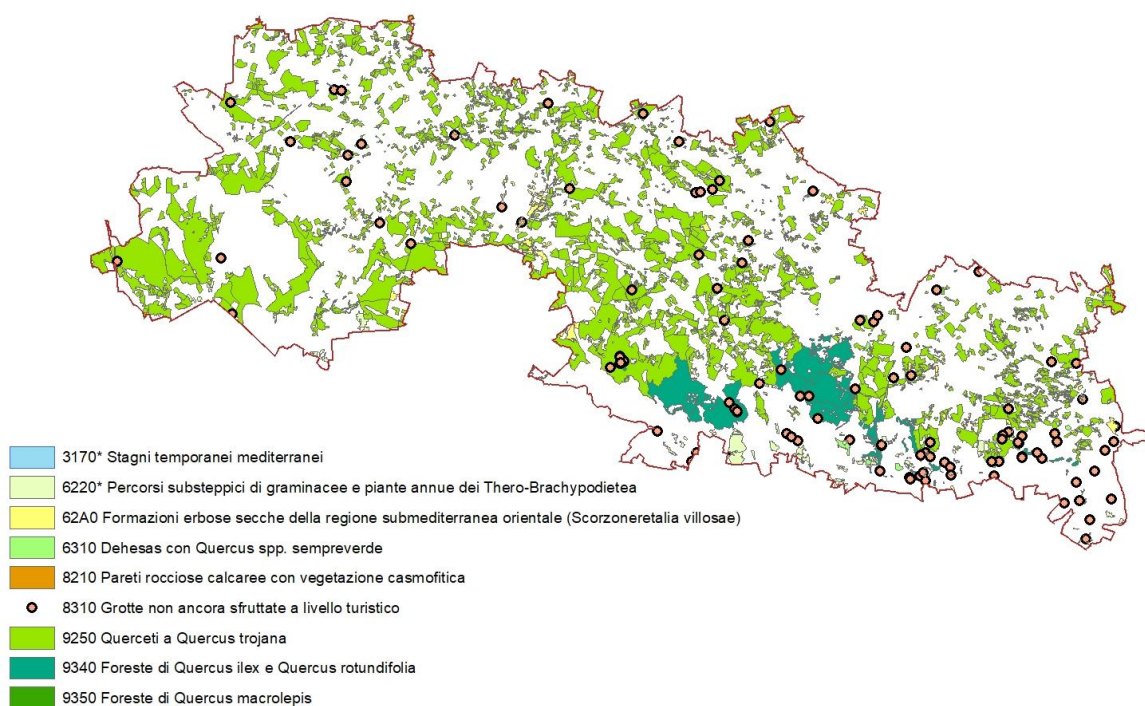 3170* Stagni temporanei mediterranei
6220* Percorsi substeppici di graminacee e piante annue dei Thero-Brachypodietea
62A0 Formazioni erbose secche della regione submediterranea orientale (Scorzoneretalia villosae)
6310 Dehesas con Quercus spp. sempreverde
8210 Pareti rocciose calcaree con vegetazione casmofitica
8310 Grotte non ancora sfruttate a livello turistico
9250 Querceti a Quercus trojana
9340 Foreste di Quercus ilex e Quercus rotundifolia
9350 Foreste di Quercus macrolepis